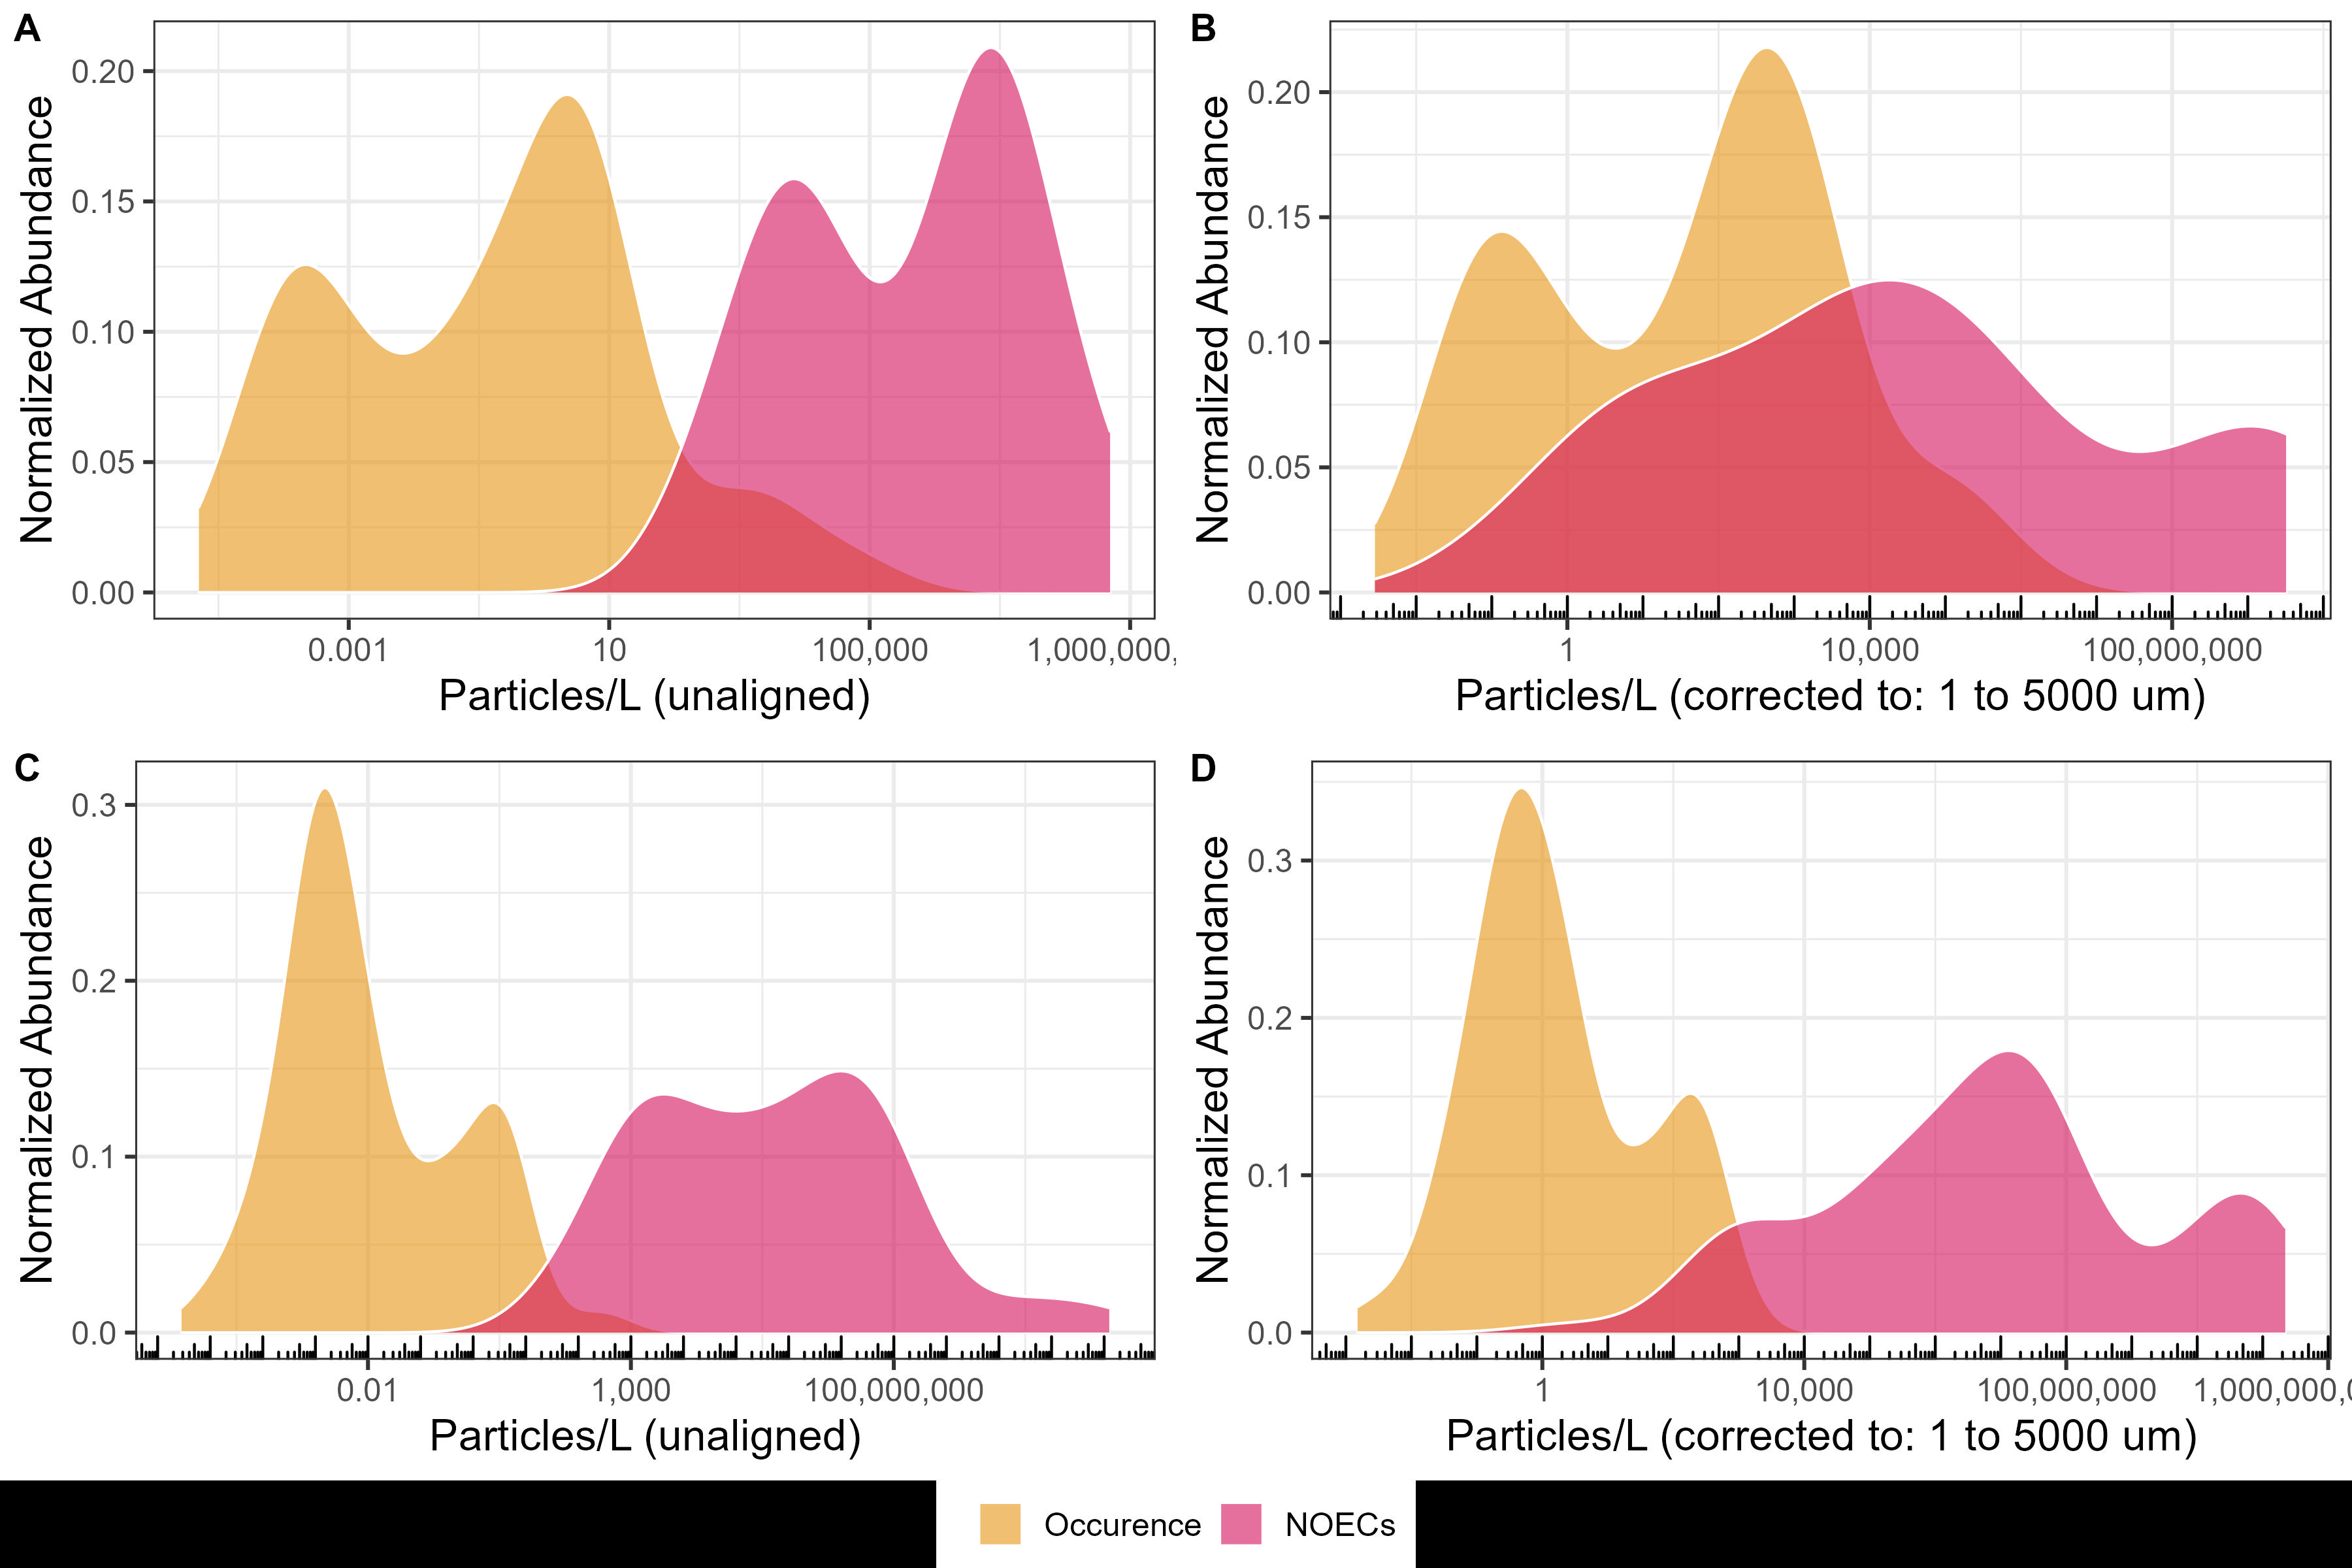 A
Normalized Abundance
0.20
0.15
0.10
0.05
0.00
0.001 10 100,000 1,000,000,
Particles/L (unaligned)
B
Normalized Abundance
0.20
0.15
0.10
0.05
0.00
1 10,000 100,000,000
Particles/L (corrected to: 1 to 5000 um)
C
Normalized Abundance
0.3
0.2
0.1
0.0
0.01 1,000 100,000,000
Particles/L (unaligned)
D
Normalized Abundance
0.3
0.2
0.1
0.0
1 10,000 100,000,000 1,000,000,
Particles/L (corrected to: 1 to 5000 um)
Occurence NOECs